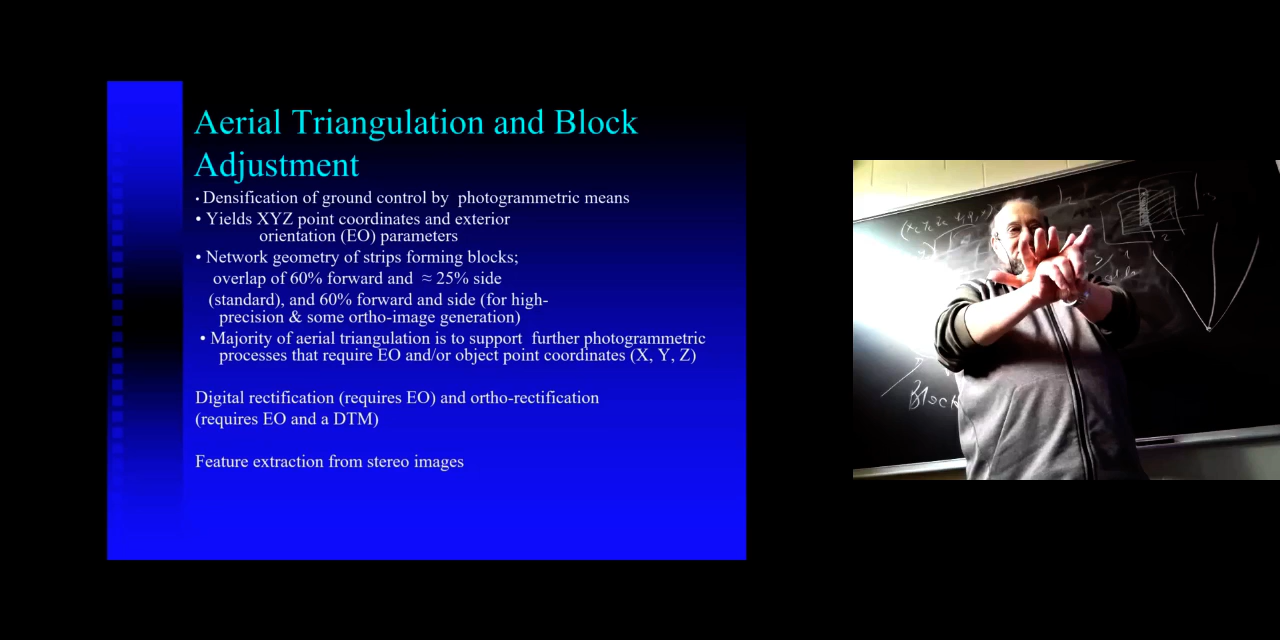 Aerial Triangulation and Block
Adjustment
• Densification of ground control by photogrammetric means
• Yields XYZ point coordinates and exterior
orientation (EO) parameters
• Network geometry of strips forming blocks;
overlap of 60% forward and ≈ 25% side
(standard), and 60% forward and side (for high-
precision & some ortho-image generation)
• Majority of aerial triangulation is to support further photogrammetric
processes that require EO and/or object point coordinates (X, Y, Z)
Digital rectification (requires EO) and ortho-rectification
(requires EO and a DTM)
Feature extraction from stereo images
Block